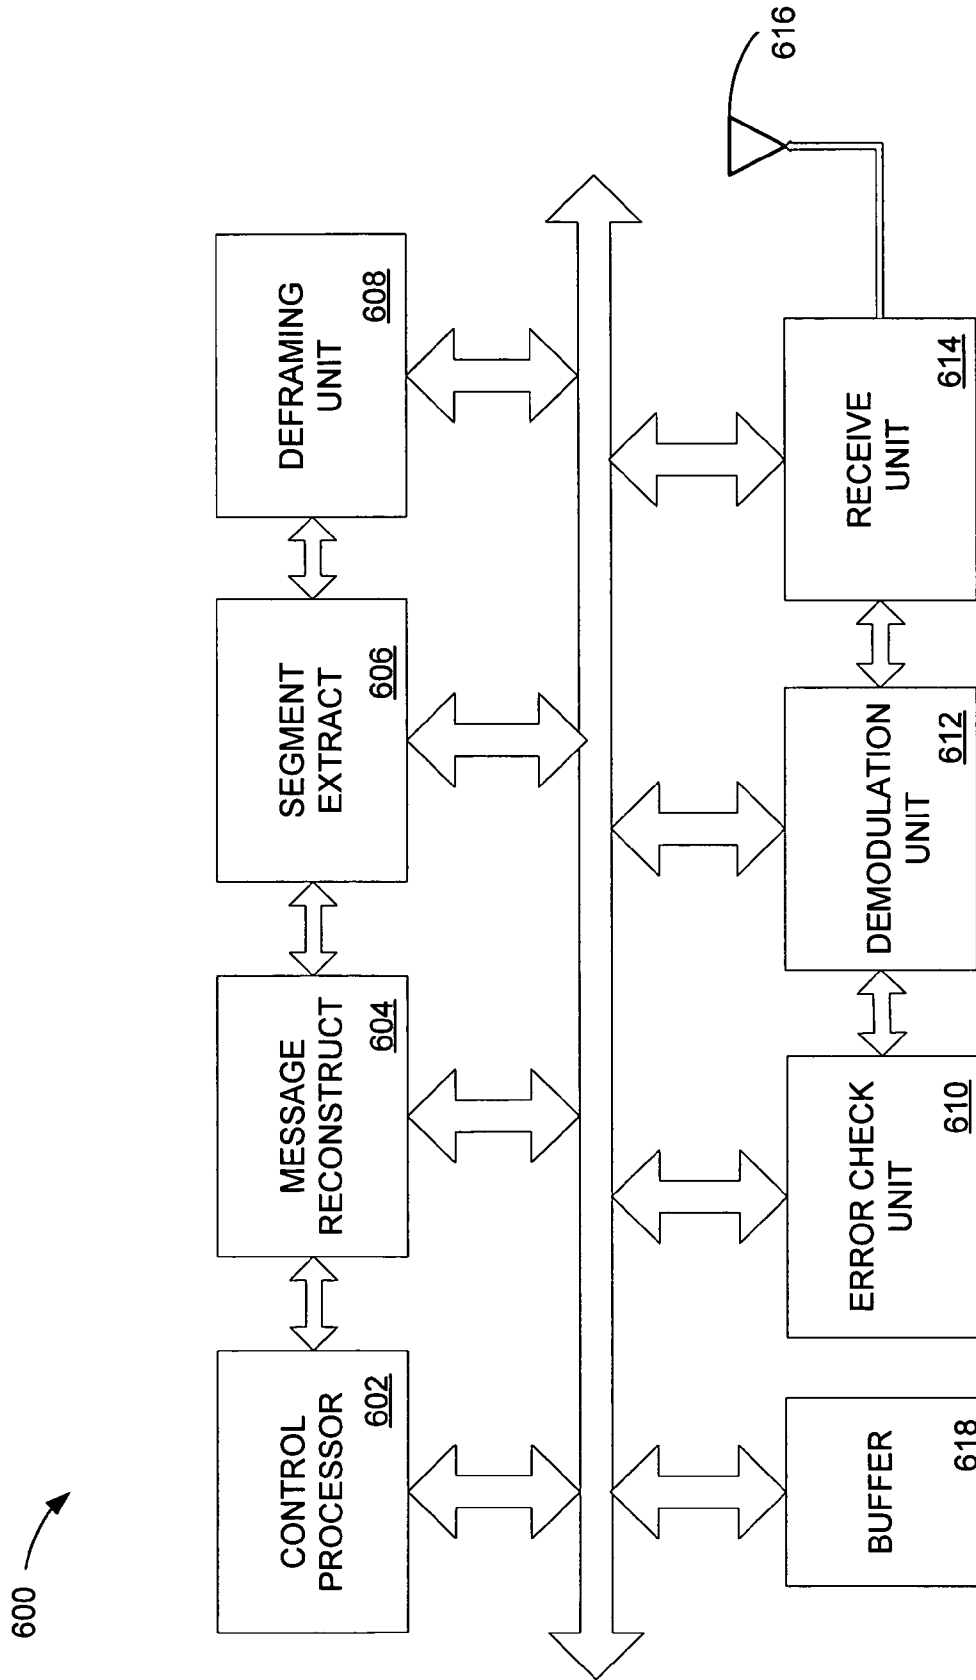 600
CONTROL
PROCESSOR
602
MESSAGE
RECONSTRUCT
604
SEGMENT
EXTRACT
606
DEFRAMING
UNIT
608
BUFFER
618
ERROR CHECK
UNIT
610
DEMODULATION
UNIT
612
RECEIVE
UNIT
614
616